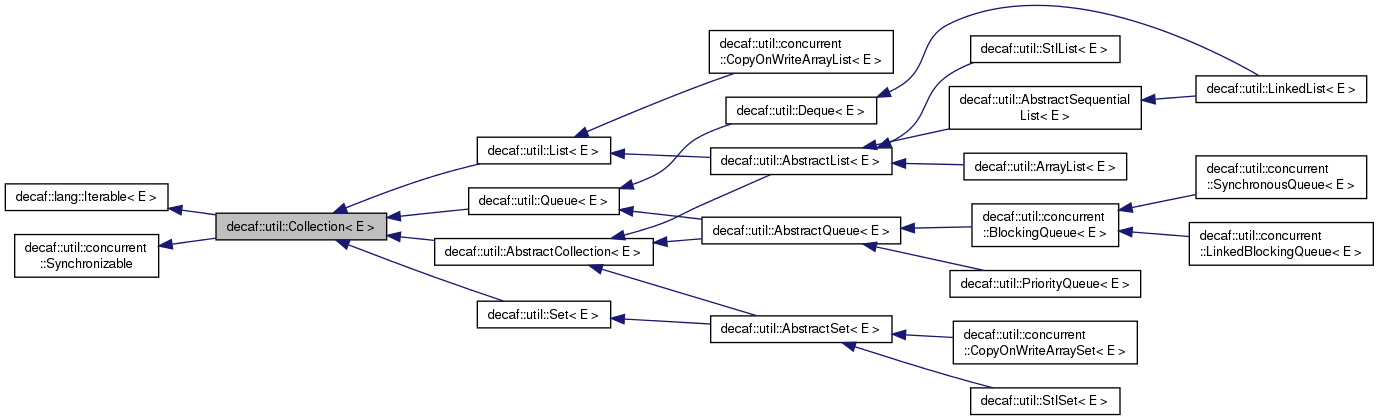 decaf::lang::Iterable< E >
decaf::util::concurrent
::Synchronizable
decaf::util::Collection< E >
decaf::util::List< E >
decaf::util::Queue< E >
decaf::util::AbstractCollection< E >
decaf::util::Set< E >
decaf::util::concurrent
::CopyOnWriteArrayList< E >
decaf::util::Deque< E >
decaf::util::AbstractList< E >
decaf::util::AbstractQueue< E >
decaf::util::AbstractSet< E >
decaf::util::StlList< E >
decaf::util::AbstractSequential
List< E >
decaf::util::ArrayList< E >
decaf::util::concurrent
::BlockingQueue< E >
decaf::util::PriorityQueue< E >
decaf::util::concurrent
::CopyOnWriteArraySet< E >
decaf::util::StlSet< E >
decaf::util::LinkedList< E >
decaf::util::concurrent
::SynchronousQueue< E >
decaf::util::concurrent
::LinkedBlockingQueue< E >